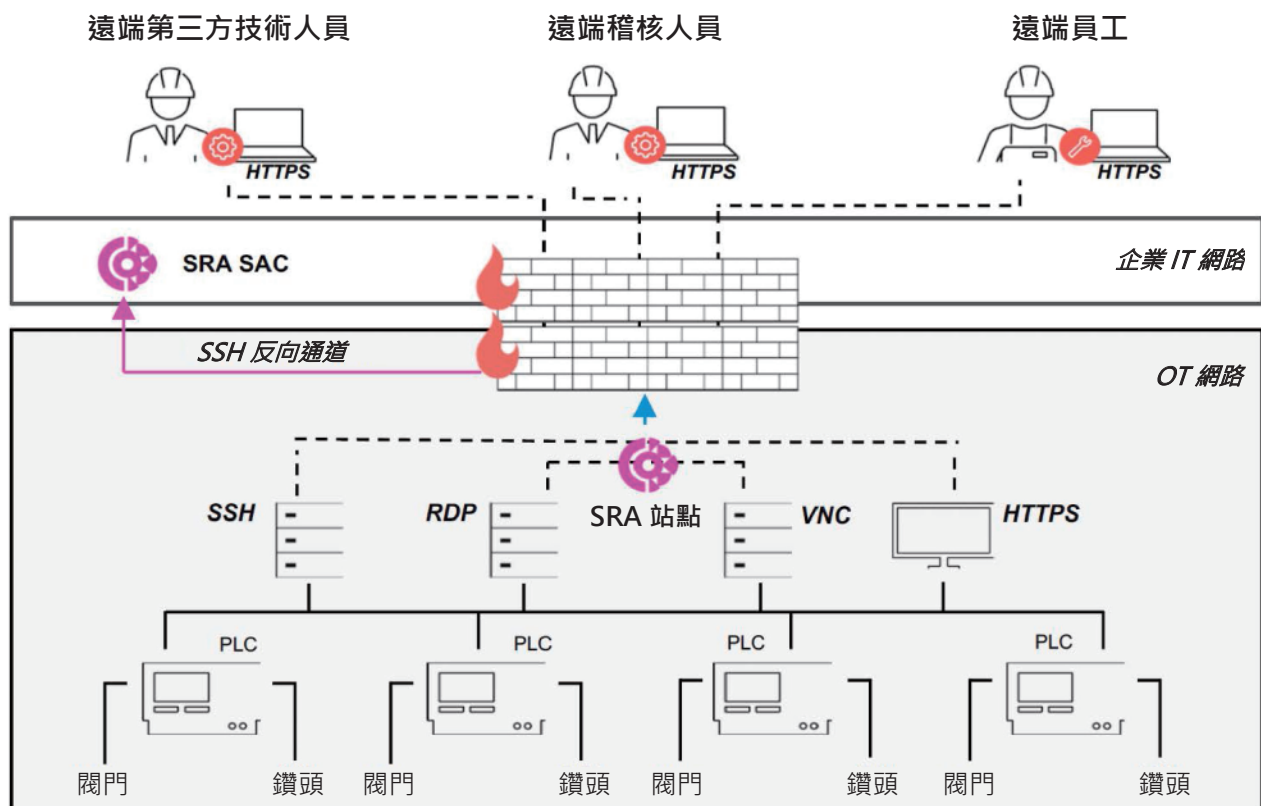 遠端第三方技術人員
遠端稽核人員
遠端員工
HTTPS
HTTPS
HTTPS
SRA SAC
企業 IT 網路
SSH 反向通道
OT 網路
SSH
RDP
SRA 站點
VNC
HTTPS
PLC
PLC
PLC
PLC
閥門
鑽頭
閥門
鑽頭
閥門
鑽頭
閥門
鑽頭